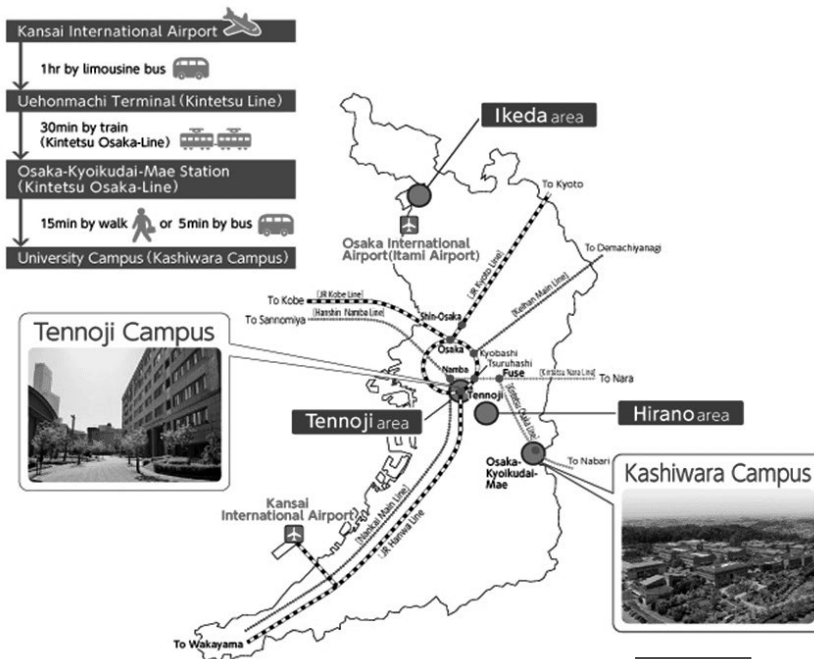 Kansai International Airport
1hr by limousine bus
Uehonmachi Terminal (Kintetsu Line)
30min by train
(Kintetsu Osaka-Line)
Osaka-Kyoikudai-Mae Station
(Kintetsu Osaka-Line)
15min by walk or 5min by bus
University Campus (Kashiwara Campus)
Ikeda area
To Kyoto
Osaka International
Airport(Itami Airport)
[JR Kyoto Line]
To Demachiyanagi
[Keihan Main Line]
To Kobe
[JR Kobe Line]
To Sannomiya
[Hanshin Namba Line]
Shin-Osaka
Osaka
Kyobashi
Tsuruhashi
Namba
Fuse
[Kintetsu Nara Line]
To Nara
Tennoji
[Kintetsu Osaka Line]
Tennoji Campus
Tennoji area
Hirano area
Osaka-
Kyoikudai-
Mae
To Nabari
Kashiwara Campus
Kansai
International Airport
[Nankai Main Line]
[JR Hanwa Line
To Wakayama